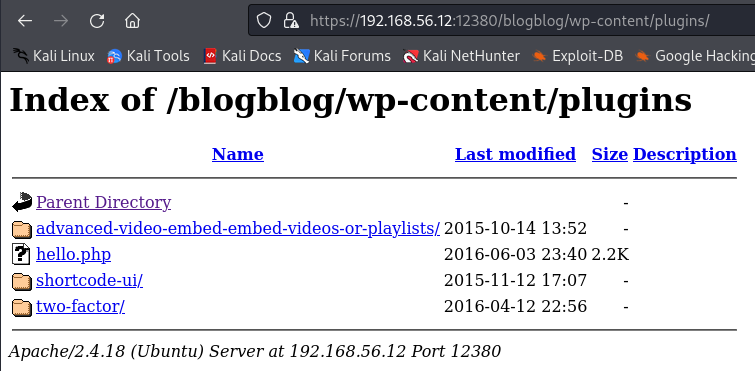 https://192.168.56.12:12380/blogblog/wp-content/plugins/
Kali Linux Kali Tools Kali Docs Kali Forums Kali NetHunter Exploit-DB Google Hacking
Index of /blogblog/wp-content/plugins
Name Last modified Size Description
Parent Directory -
advanced-video-embed-embed-videos-or-playlists/ 2015-10-14 13:52 -
hello.php 2016-06-03 23:40 2.2K
shortcode-ui/ 2015-11-12 17:07 -
two-factor/ 2016-04-12 22:56 -
Apache/2.4.18 (Ubuntu) Server at 192.168.56.12 Port 12380